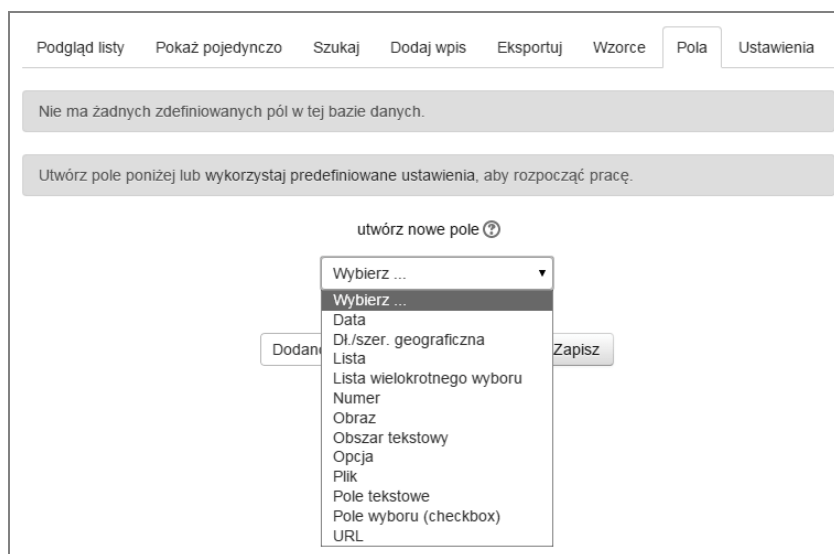 Podgląd listy Pokaż pojedynczo Szukaj Dodaj wpis Eksportuj Wzorce Pola Ustawienia
Nie ma żadnych zdefiniowanych pól w tej bazie danych.
Utwórz pole poniżej lub wykorzystaj predefiniowane ustawienia, aby rozpocząć pracę.
utwórz nowe pole ?
Wybierz ...
Wybierz ...
Data
Dł./szer. geograficzna
Dodano Zapisz
Lista
Lista wielokrotnego wyboru
Numer
Obraz
Obszar tekstowy
Opcja
Plik
Pole tekstowe
Pole wyboru (checkbox)
URL